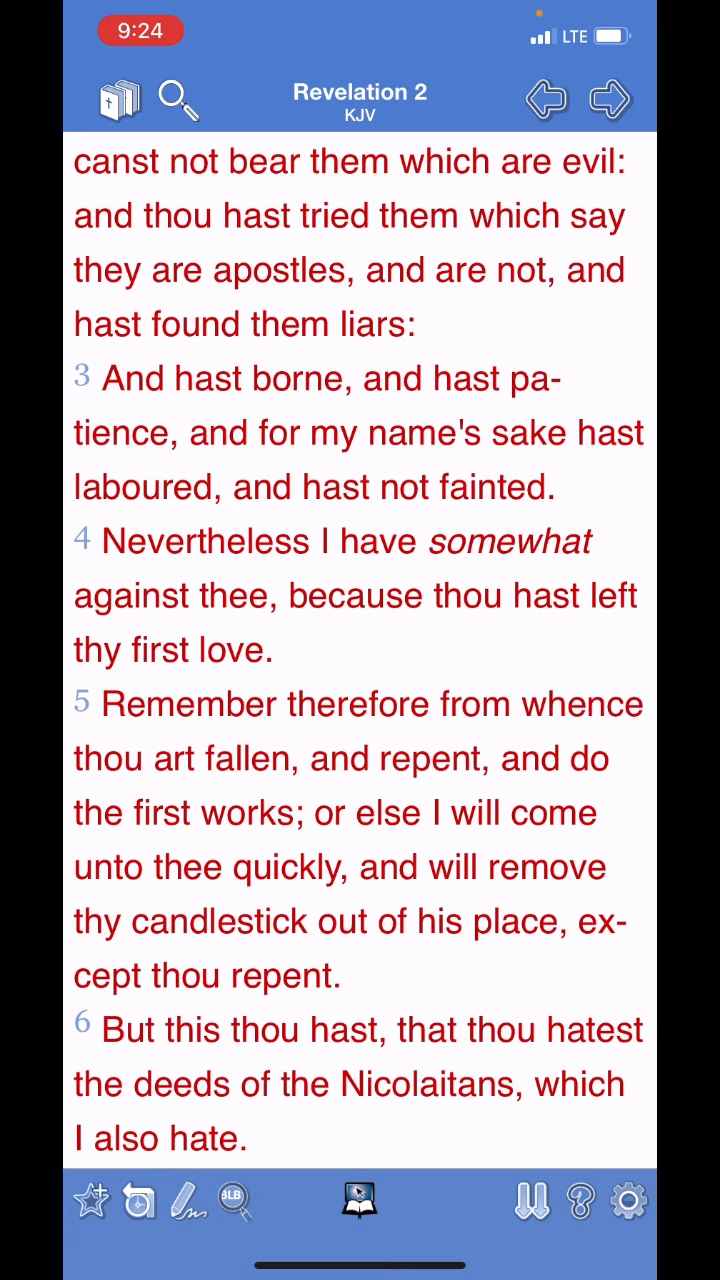 9:24
LTE
Revelation 2
KJV
canst not bear them which are evil:
and thou hast tried them which say
they are apostles, and are not, and
hast found them liars:
3 And hast borne, and hast pa-
tience, and for my name's sake hast
laboured, and hast not fainted.
4 Nevertheless I have somewhat
against thee, because thou hast left
thy first love.
5 Remember therefore from whence
thou art fallen, and repent, and do
the first works; or else I will come
unto thee quickly, and will remove
thy candlestick out of his place, ex-
cept thou repent.
6 But this thou hast, that thou hatest
the deeds of the Nicolaitans, which
I also hate.
BLB